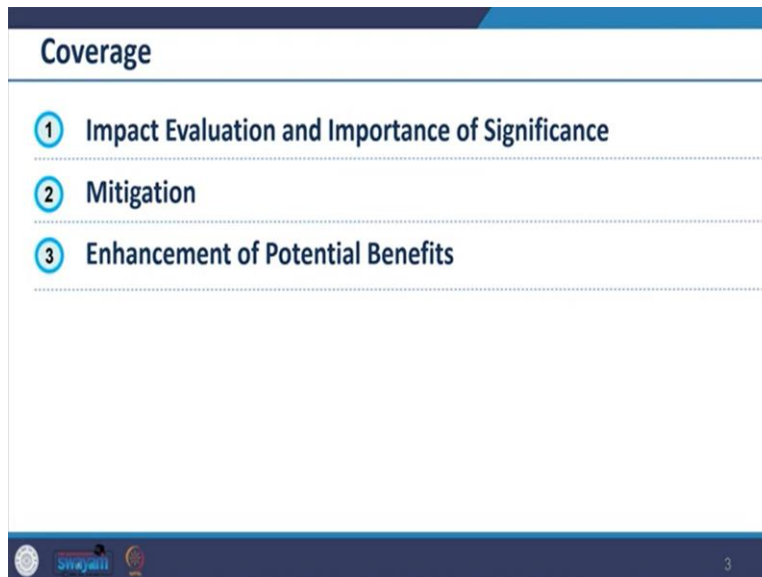 Coverage
1 Impact Evaluation and Importance of Significance
2 Mitigation
3 Enhancement of Potential Benefits
swayam
3